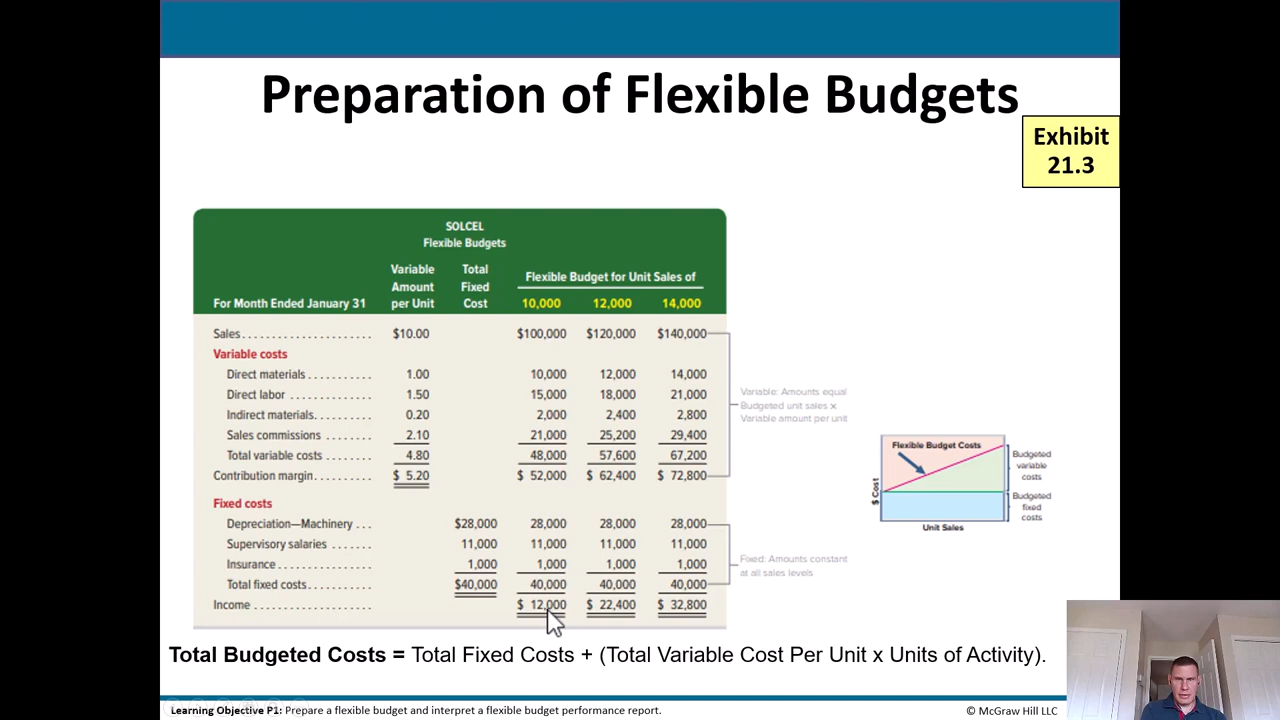 Preparation of Flexible Budgets
Exhibit
21.3
SOLCEL
Flexible Budgets
Variable Amount per Unit
Total Fixed Cost
Flexible Budget for Unit Sales of
For Month Ended January 31 10,000 12,000 14,000
Sales...................... $10.00 $100,000 $120,000 $140,000
Variable costs
Direct materials ........... 1.00 10,000 12,000 14,000
Direct labor .............. 1.50 15,000 18,000 21,000
Indirect materials.......... 0.20 2,000 2,400 2,800
Sales commissions ........ 2.10 21,000 25,200 29,400
Total variable costs ........ 4.80 48,000 57,600 67,200
Contribution margin.......... $ 5.20 $ 52,000 $ 62,400 $ 72,800
Fixed costs
Depreciation—Machinery ... $28,000 28,000 28,000 28,000
Supervisory salaries ....... 11,000 11,000 11,000 11,000
Insurance ................ 1,000 1,000 1,000 1,000
Total fixed costs........... $40,000 40,000 40,000 40,000
Income .................... $ 12,000 $ 22,400 $ 32,800
Variable: Amounts equal
Budgeted unit sales ×
Variable amount per unit
Fixed: Amounts constant
at all sales levels
Flexible Budget Costs
$ Cost
Unit Sales
Budgeted
variable
costs
Budgeted
fixed
costs
Total Budgeted Costs = Total Fixed Costs + (Total Variable Cost Per Unit x Units of Activity).
Learning Objective P1: Prepare a flexible budget and interpret a flexible budget performance report.
© McGraw Hill LLC